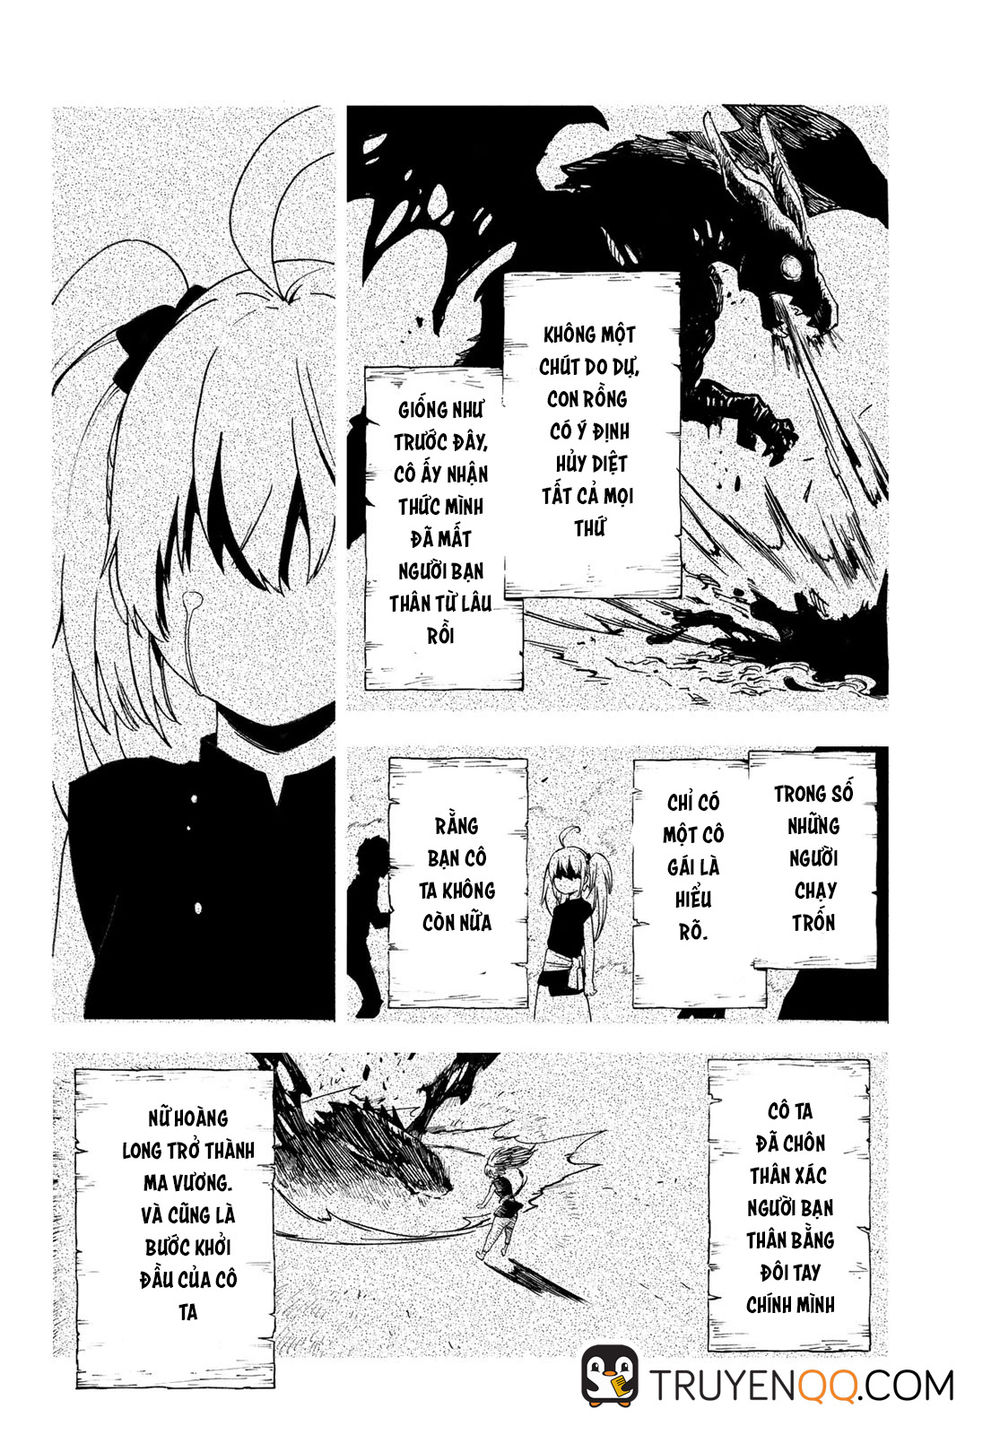 KHÔNG MỘT
CHÚT DO DỰ,
CON RỒNG
CÓ Ý ĐỊNH
HỦY DIỆT
TẤT CẢ MỌI
THỨ
GIỐNG NHƯ
TRƯỚC ĐÂY,
CÔ ẤY NHẬN
THỨC MÌNH
ĐÃ MẤT
NGƯỜI BẠN
THÂN TỪ LÂU
RỒI
TRONG SỐ
NHỮNG
NGƯỜI
CHẠY
TRỐN
CHỈ CÓ
MỘT CÔ
GÁI LÀ
HIỂU
RÕ.
RẰNG
BẠN CÔ
TA KHÔNG
CÒN NỮA
CÔ TA
ĐÃ CHÔN
THÂN XÁC
NGƯỜI BẠN
THÂN BẰNG
ĐÔI TAY
CHÍNH MÌNH
NỮ HOÀNG
LONG TRỞ THÀNH
MA VƯƠNG.
VÀ CŨNG LÀ
BƯỚC KHỞI
ĐẦU CỦA CÔ
TA
TRUYENQQ.COM